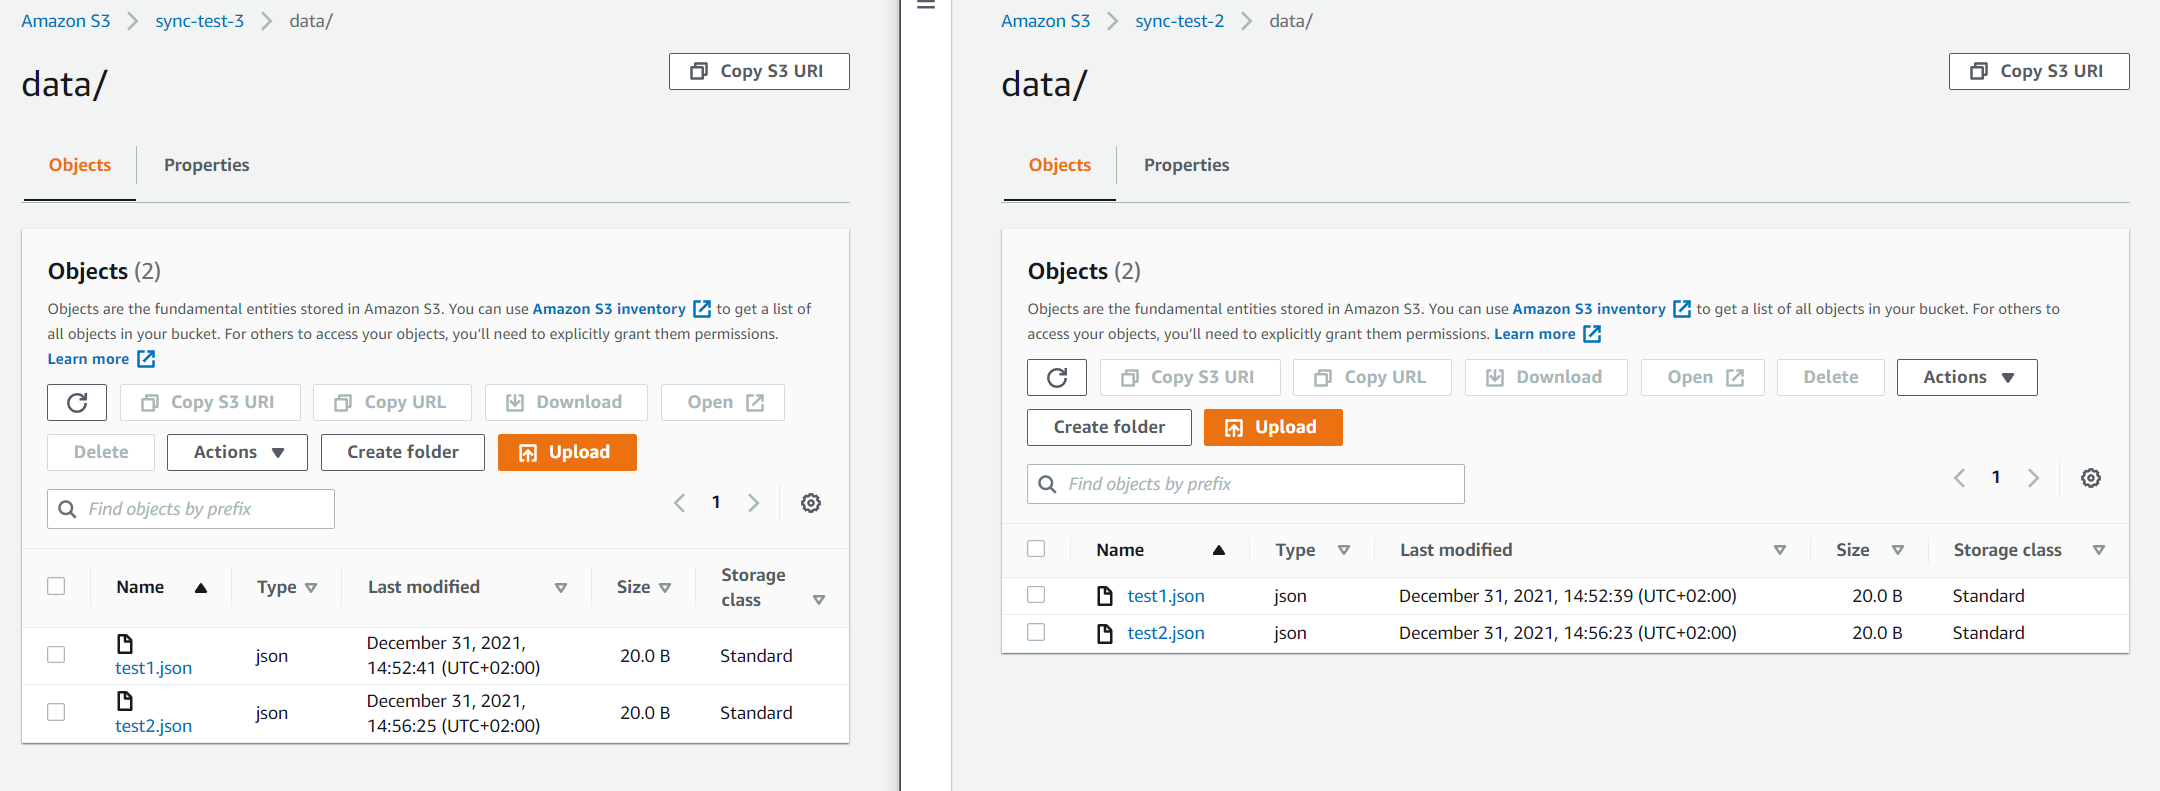 Amazon S3 > sync-test-3 > data/
data/
Copy S3 URI
Objects
Properties
Objects (2)
Objects are the fundamental entities stored in Amazon S3. You can use Amazon S3 inventory to get a list of
all objects in your bucket. For others to access your objects, you’ll need to explicitly grant them permissions.
Learn more
Copy S3 URI
Copy URL
Download
Open
Delete
Actions
Create folder
Upload
Find objects by prefix
1
Name
Type
Last modified
Size
Storage
class
test1.json
json
December 31, 2021,
14:52:41 (UTC+02:00)
20.0 B
Standard
test2.json
json
December 31, 2021,
14:56:25 (UTC+02:00)
20.0 B
Standard
Amazon S3 > sync-test-2 > data/
data/
Copy S3 URI
Objects
Properties
Objects (2)
Objects are the fundamental entities stored in Amazon S3. You can use Amazon S3 inventory to get a list of all objects in your bucket. For others to
access your objects, you’ll need to explicitly grant them permissions. Learn more
Copy S3 URI
Copy URL
Download
Open
Delete
Actions
Create folder
Upload
Find objects by prefix
1
Name
Type
Last modified
Size
Storage class
test1.json
json
December 31, 2021, 14:52:39 (UTC+02:00)
20.0 B
Standard
test2.json
json
December 31, 2021, 14:56:23 (UTC+02:00)
20.0 B
Standard